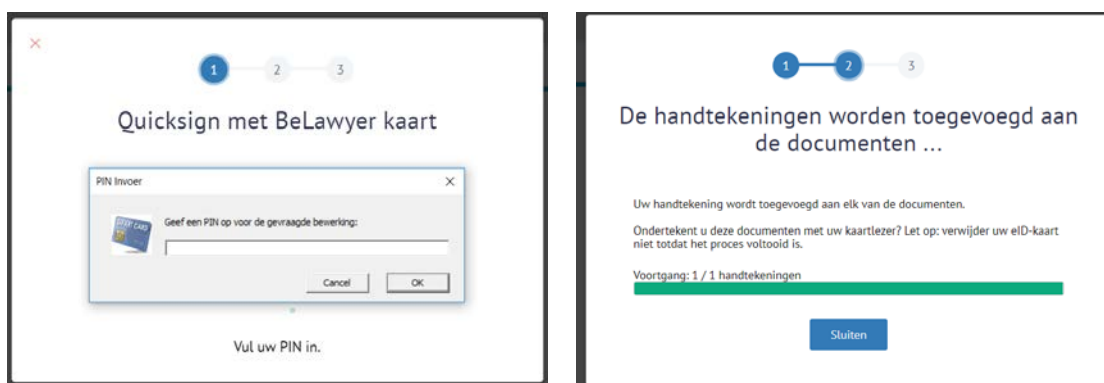 1 2 3
Quicksign met BeLawyer kaart
PIN Invoer
Geef een PIN op voor de gevraagde bewerking:
Cancel OK
Vul uw PIN in.
1 2 3
De handtekeningen worden toegevoegd aan
de documenten ...
Uw handtekening wordt toegevoegd aan elk van de documenten.
Ondertekent u deze documenten met uw kaartlezer? Let op: verwijder uw eID-kaart
niet totdat het proces voltooid is.
Voortgang: 1 / 1 handtekeningen
Sluiten